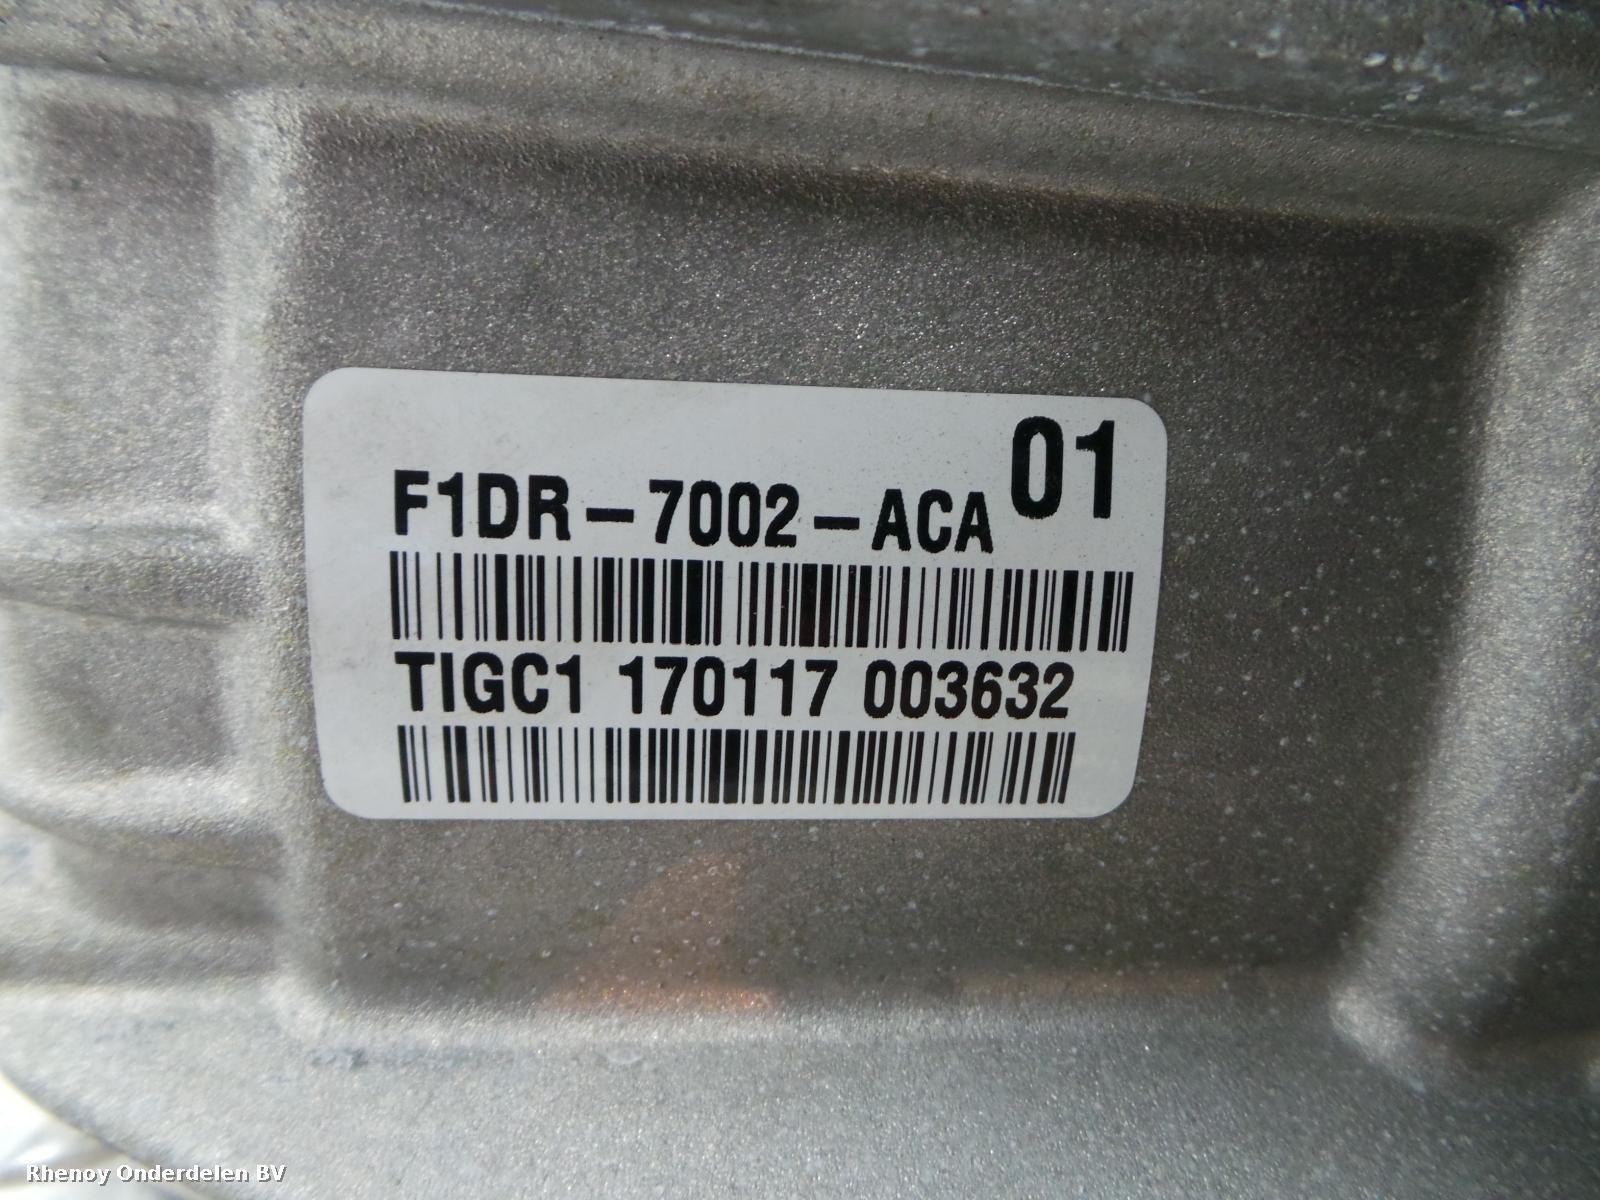 01
F1DR-7002-ACA
TIGC1 170117 003632
Rhenoy Onderdelen BV